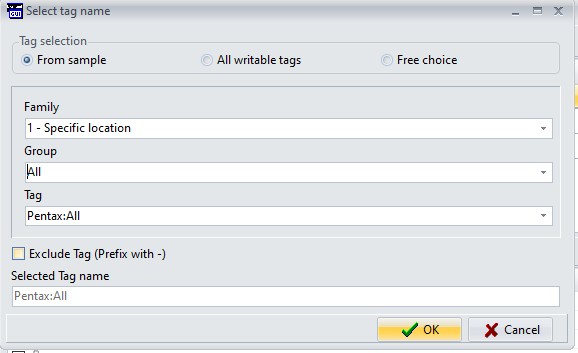 Select tag name
Tag selection
From sample
All writable tags
Free choice
Family
1 - Specific location
Group
All
Tag
Pentax:All
Exclude Tag (Prefix with -)
Selected Tag name
Pentax:All
OK
Cancel